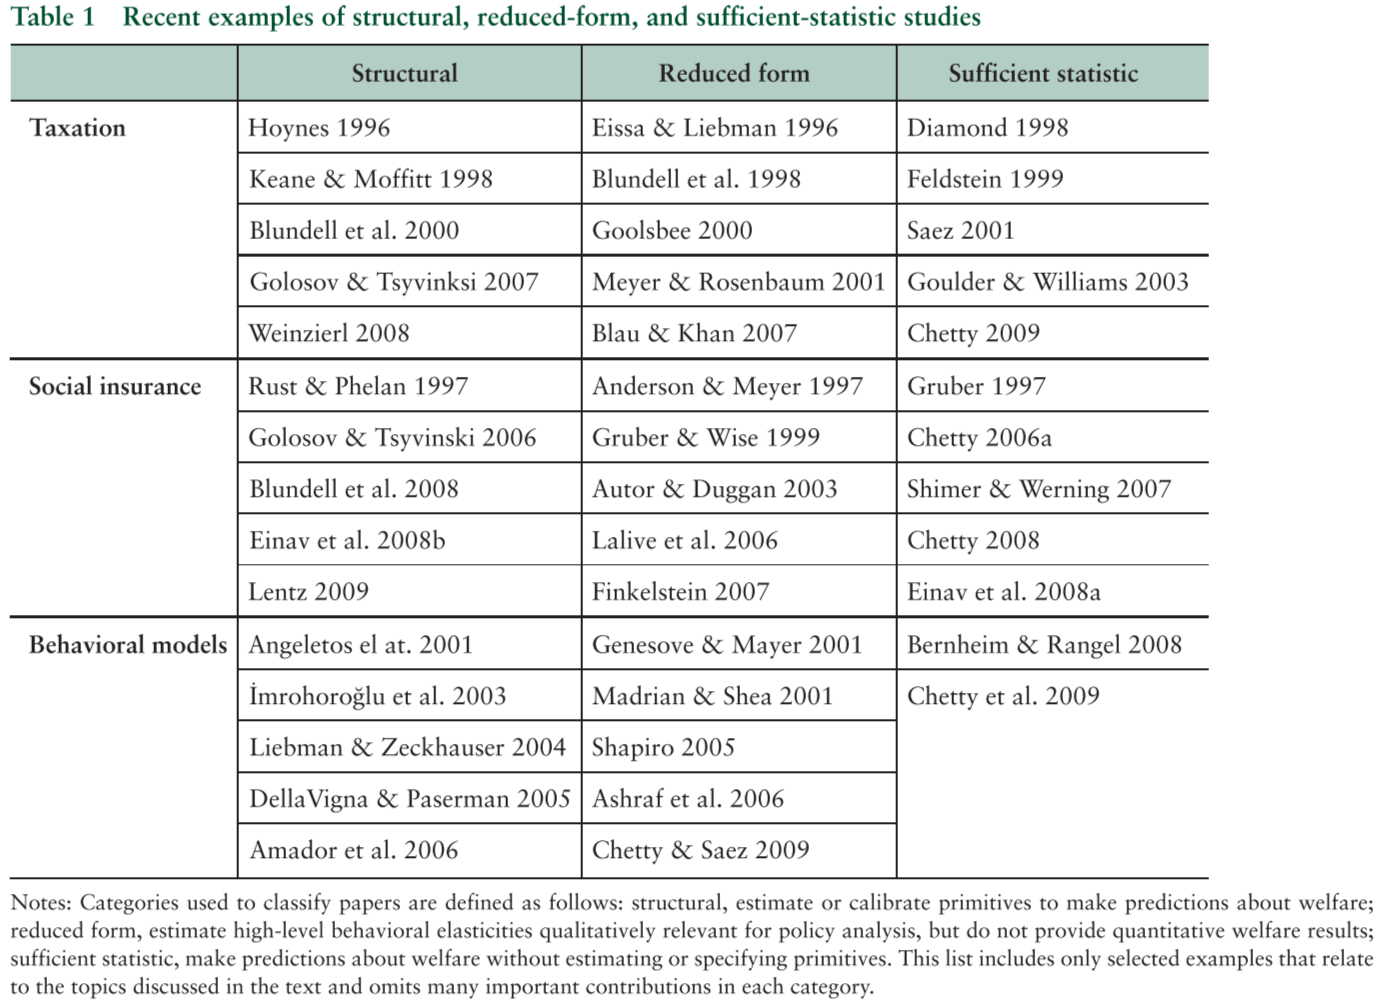 Table 1 Recent examples of structural, reduced-form, and sufficient-statistic studies
Structural Reduced form Sufficient statistic
Taxation Hoynes 1996 Eissa & Liebman 1996 Diamond 1998
Keane & Moffitt 1998 Blundell et al. 1998 Feldstein 1999
Blundell et al. 2000 Goolsbee 2000 Saez 2001
Golosov & Tsyvinksi 2007 Meyer & Rosenbaum 2001 Goulder & Williams 2003
Weinzierl 2008 Blau & Khan 2007 Chetty 2009
Social insurance Rust & Phelan 1997 Anderson & Meyer 1997 Gruber 1997
Golosov & Tsyvinski 2006 Gruber & Wise 1999 Chetty 2006a
Blundell et al. 2008 Autor & Duggan 2003 Shimer & Werning 2007
Einav et al. 2008b Lalive et al. 2006 Chetty 2008
Lentz 2009 Finkelstein 2007 Einav et al. 2008a
Behavioral models Angeletos el at. 2001 Genesove & Mayer 2001 Bernheim & Rangel 2008
İmrohoroğlu et al. 2003 Madrian & Shea 2001 Chetty et al. 2009
Liebman & Zeckhauser 2004 Shapiro 2005
DellaVigna & Paserman 2005 Ashraf et al. 2006
Amador et al. 2006 Chetty & Saez 2009
Notes: Categories used to classify papers are defined as follows: structural, estimate or calibrate primitives to make predictions about welfare;
reduced form, estimate high-level behavioral elasticities qualitatively relevant for policy analysis, but do not provide quantitative welfare results;
sufficient statistic, make predictions about welfare without estimating or specifying primitives. This list includes only selected examples that relate
to the topics discussed in the text and omits many important contributions in each category.